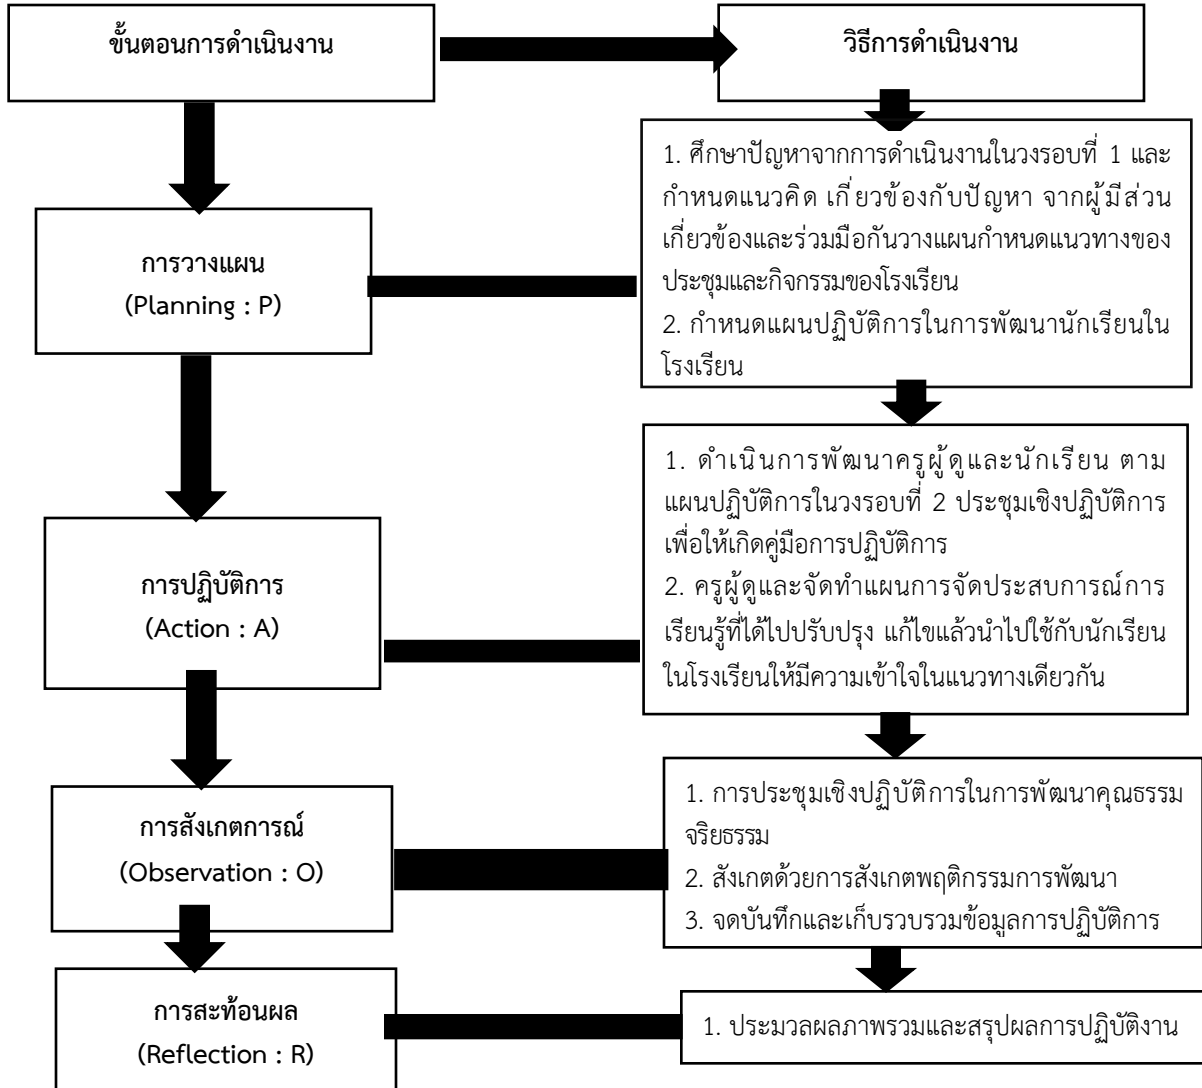 ขั้นตอนการดำเนินงาน
วิธีการดำเนินงาน
การวางแผน
(Planning : P)
1. ศึกษาปัญหาจากการดำเนินงานในวงรอบที่ 1 และ
กำหนดแนวคิด เกี่ยวข้องกับปัญหา จากผู้มีส่วน
เกี่ยวข้องและร่วมมือกันวางแผนกำหนดแนวทางของ
ประชุมและกิจกรรมของโรงเรียน
2. กำหนดแผนปฏิบัติการในการพัฒนานักเรียนใน
โรงเรียน
การปฏิบัติการ
(Action : A)
1. ดำเนินการพัฒนาครูผู้ดูและนักเรียน ตาม
แผนปฏิบัติการในวงรอบที่ 2 ประชุมเชิงปฏิบัติการ
เพื่อให้เกิดคู่มือการปฏิบัติการ
2. ครูผู้ดูและจัดทำแผนการจัดประสบการณ์การ
เรียนรู้ที่ได้ไปปรับปรุง แก้ไขแล้วนำไปใช้กับนักเรียน
ในโรงเรียนให้มีความเข้าใจในแนวทางเดียวกัน
การสังเกตการณ์
(Observation : O)
1. การประชุมเชิงปฏิบัติการในการพัฒนาคุณธรรม
จริยธรรม
2. สังเกตด้วยการสังเกตพฤติกรรมการพัฒนา
3. จดบันทึกและเก็บรวบรวมข้อมูลการปฏิบัติการ
การสะท้อนผล
(Reflection : R)
1. ประมวลผลภาพรวมและสรุปผลการปฏิบัติงาน